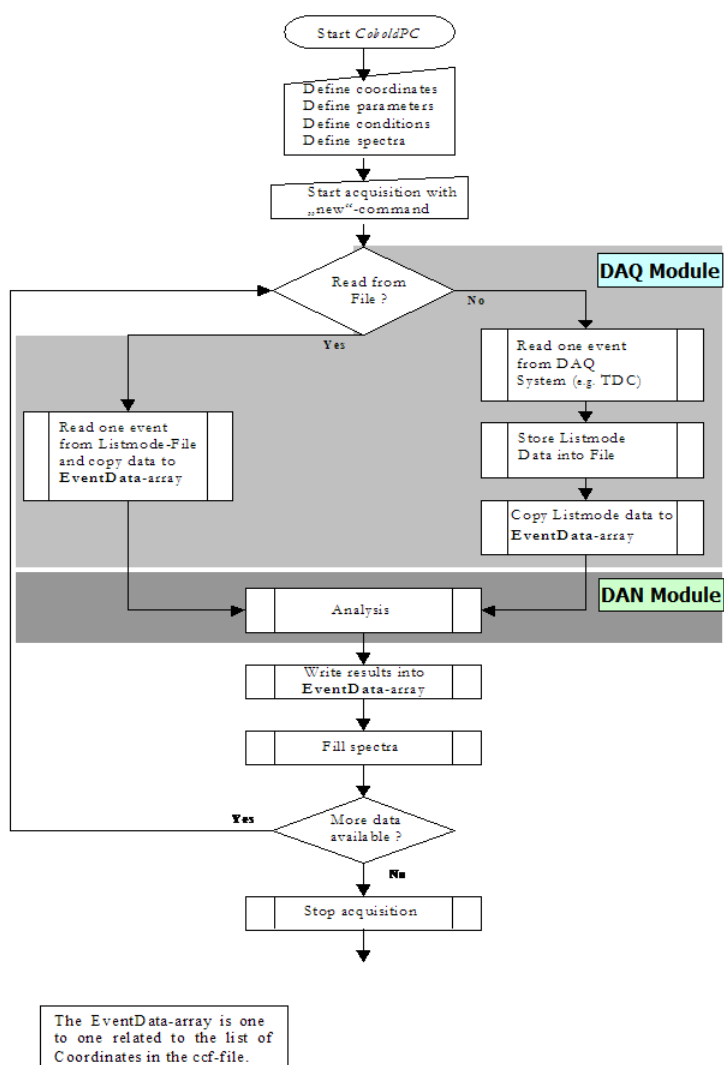 Start CoboldPC
Define coordinates
Define parameters
Define conditions
Define spectra
Start acquisition with
„new“-command
DAQ Module
Read from
File ?
No
Yes
Read one event
from DAQ
System (e.g. TDC)
Read one event
from Listmode-File
and copy data to
EventData-array
Store Listmode
Data into File
Copy Listmode data to
EventData-array
DAN Module
Analysis
Write results into
EventData-array
Fill spectra
Yes
More data
available ?
No
Stop acquisition
The EventData-array is one
to one related to the list of
Coordinates in the ccf-file.